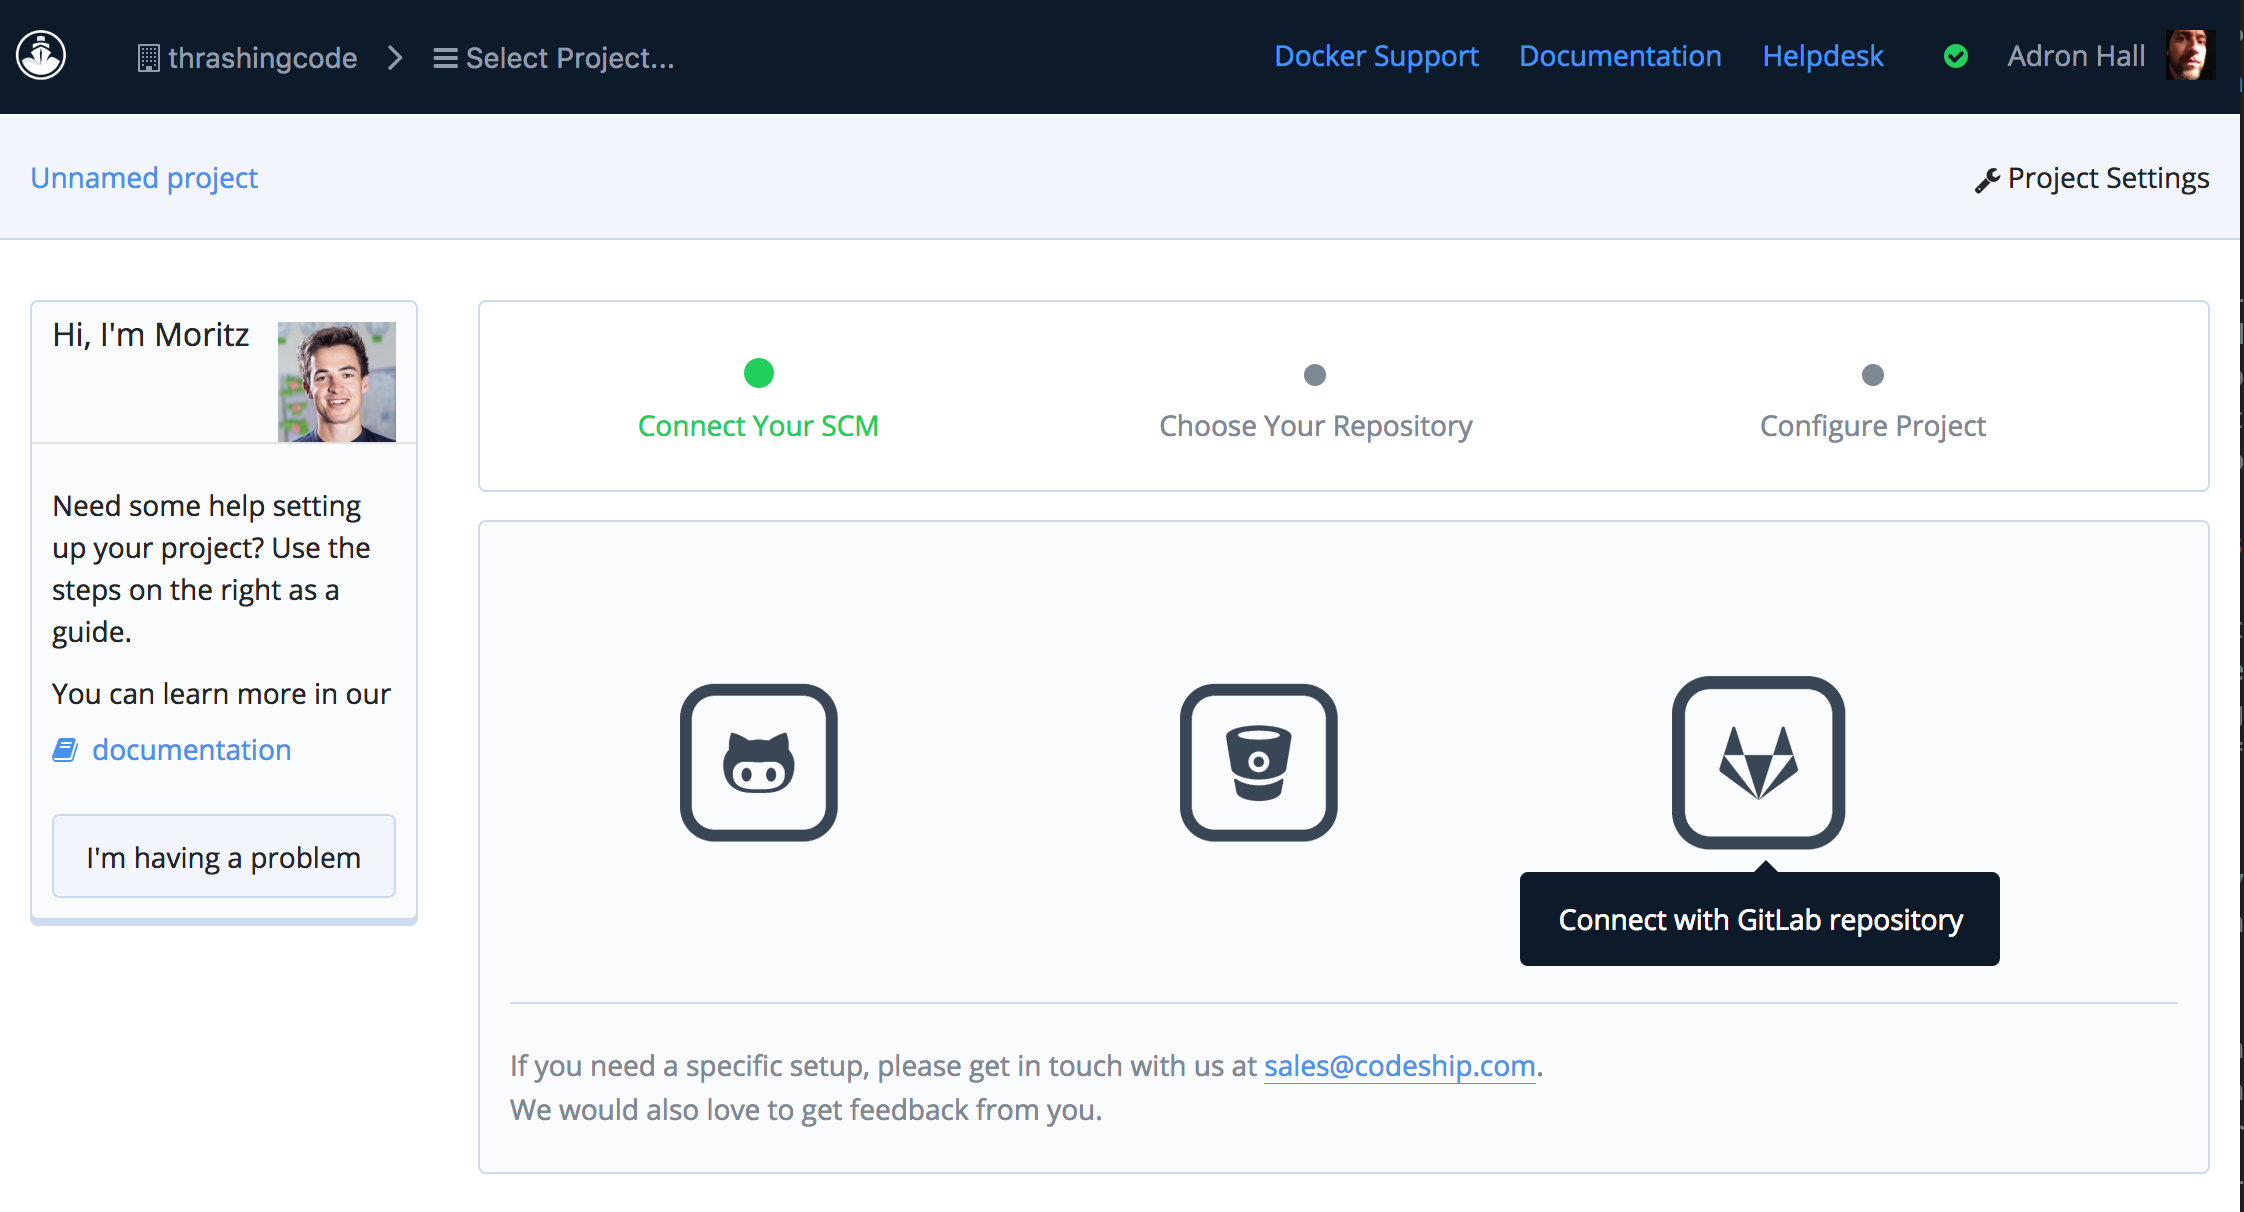 thrashingcode
Select Project...
Docker Support
Documentation
Helpdesk
Adron Hall
Unnamed project
Project Settings
Hi, I'm Moritz
Need some help setting
up your project? Use the
steps on the right as a
guide.
You can learn more in our
documentation
I'm having a problem
Connect Your SCM
Choose Your Repository
Configure Project
Connect with GitLab repository
If you need a specific setup, please get in touch with us at sales@codeship.com.
We would also love to get feedback from you.